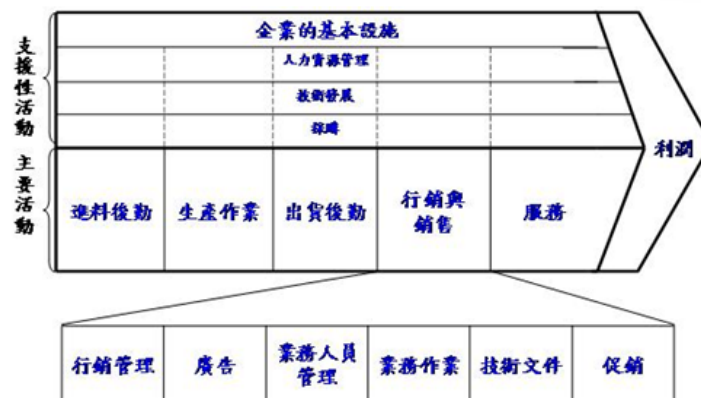 支援性活動
企業的基本設施
人力資源管理
技術發展
採購
主要活動
進料後勤
生產作業
出貨後勤
行銷與
銷售
服務
利潤
行銷管理
廣告
業務人員
管理
業務作業
技術文件
促銷